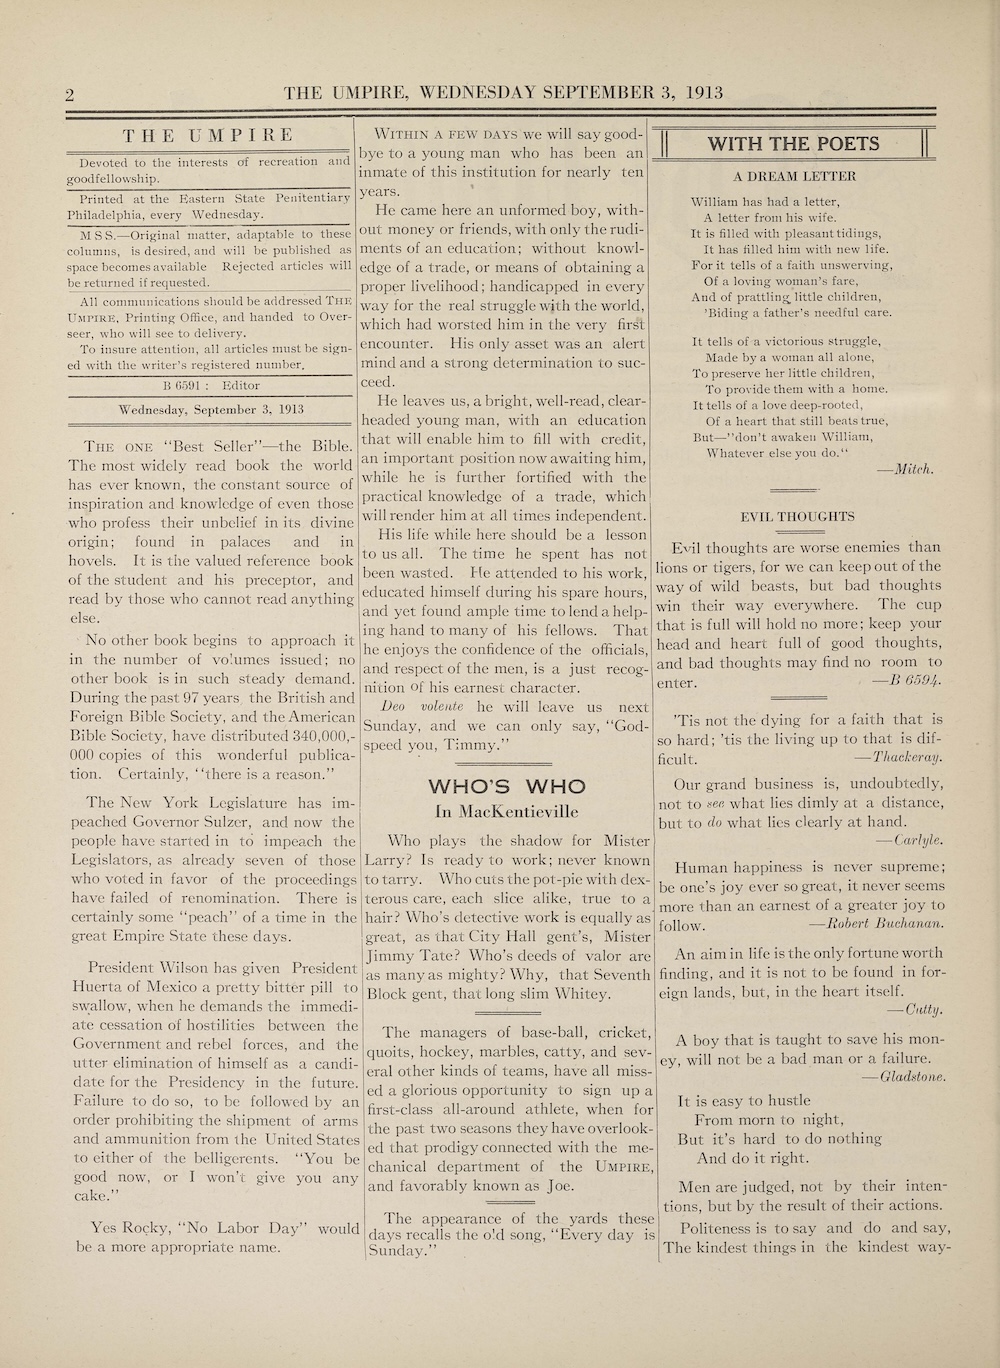 2
THE UMPIRE, WEDNESDAY SEPTEMBER 3, 1913
THE UMPIRE
Devoted to the interests of recreation and
goodfellowship.
Printed at the Eastern State Penitentiary
Philadelphia, every Wednesday.
M S S.—Original matter, adaptable to these
columns, is desired, and will be published as
space becomes available Rejected articles will
be returned if requested.
All communications should be addressed THE
UMPIRE, Printing Office, and handed to Over-
seer, who will see to delivery.
To insure attention, all articles must be sign-
ed with the writer's registered number.
B 6591 : Editor
Wednesday, September 3, 1913
THE ONE "Best Seller"—the Bible.
The most widely read book the world
has ever known, the constant source of
inspiration and knowledge of even those
who profess their unbelief in its divine
origin; found in palaces and in
hovels. It is the valued reference book
of the student and his preceptor, and
read by those who cannot read anything
else.
No other book begins to approach it
in the number of volumes issued; no
other book is in such steady demand.
During the past 97 years the British and
Foreign Bible Society, and the American
Bible Society, have distributed 340,000,-
000 copies of this wonderful publica-
tion. Certainly, "there is a reason."
The New York Legislature has im-
peached Governor Sulzer, and now the
people have started in to impeach the
Legislators, as already seven of those
who voted in favor of the proceedings
have failed of renomination. There is
certainly some "peach" of a time in the
great Empire State these days.
President Wilson has given President
Huerta of Mexico a pretty bitter pill to
swallow, when he demands the immedi-
ate cessation of hostilities between the
Government and rebel forces, and the
utter elimination of himself as a candi-
date for the Presidency in the future.
Failure to do so, to be followed by an
order prohibiting the shipment of arms
and ammunition from the United States
to either of the belligerents. "You be
good now, or I won't give you any
cake."
Yes Rocky, "No Labor Day" would
be a more appropriate name.
WITHIN A FEW DAYS we will say good-
bye to a young man who has been an
inmate of this institution for nearly ten
years.
He came here an unformed boy, with-
out money or friends, with only the rudi-
ments of an education; without knowl-
edge of a trade, or means of obtaining a
proper livelihood; handicapped in every
way for the real struggle with the world,
which had worsted him in the very first
encounter. His only asset was an alert
mind and a strong determination to suc-
ceed.
He leaves us, a bright, well-read, clear-
headed young man, with an education
that will enable him to fill with credit,
an important position now awaiting him,
while he is further fortified with the
practical knowledge of a trade, which
will render him at all times independent.
His life while here should be a lesson
to us all. The time he spent has not
been wasted. He attended to his work,
educated himself during his spare hours,
and yet found ample time to lend a help-
ing hand to many of his fellows. That
he enjoys the confidence of the officials,
and respect of the men, is a just recog-
nition of his earnest character.
Deo volente he will leave us next
Sunday, and we can only say, "God-
speed you, Timmy."
WHO'S WHO
In MacKentieville
Who plays the shadow for Mister
Larry? Is ready to work; never known
to tarry. Who cuts the pot-pie with dex-
terous care, each slice alike, true to a
hair? Who's detective work is equally as
great, as that City Hall gent's, Mister
Jimmy Tate? Who's deeds of valor are
as many as mighty? Why, that Seventh
Block gent, that long slim Whitey.
The managers of base-ball, cricket,
quoits, hockey, marbles, catty, and sev-
eral other kinds of teams, have all miss-
ed a glorious opportunity to sign up a
first-class all-around athlete, when for
the past two seasons they have overlook-
ed that prodigy connected with the me-
chanical department of the UMPIRE,
and favorably known as Joe.
The appearance of the yards these
days recalls the old song, "Every day is
Sunday."
WITH THE POETS
A DREAM LETTER
William has had a letter,
A letter from his wife.
It is filled with pleasant tidings,
It has filled him with new life.
For it tells of a faith unswerving,
Of a loving woman's fare,
And of prattling little children,
'Biding a father's needful care.
It tells of a victorious struggle,
Made by a woman all alone,
To preserve her little children,
To provide them with a home.
It tells of a love deep-rooted,
Of a heart that still beats true,
But—"don't awaken William,
Whatever else you do."
—Mitch.
EVIL THOUGHTS
Evil thoughts are worse enemies than
lions or tigers, for we can keep out of the
way of wild beasts, but bad thoughts
win their way everywhere. The cup
that is full will hold no more; keep your
head and heart full of good thoughts,
and bad thoughts may find no room to
enter. —B 6594.
'Tis not the dying for a faith that is
so hard; 'tis the living up to that is dif-
ficult. —Thackeray.
Our grand business is, undoubtedly,
not to see what lies dimly at a distance,
but to do what lies clearly at hand.
—Carlyle.
Human happiness is never supreme;
be one's joy ever so great, it never seems
more than an earnest of a greater joy to
follow. —Robert Buchanan.
An aim in life is the only fortune worth
finding, and it is not to be found in for-
eign lands, but, in the heart itself.
—Cutty.
A boy that is taught to save his mon-
ey, will not be a bad man or a failure.
—Gladstone.
It is easy to hustle
From morn to night,
But it's hard to do nothing
And do it right.
Men are judged, not by their inten-
tions, but by the result of their actions.
Politeness is to say and do and say,
The kindest things in the kindest way-